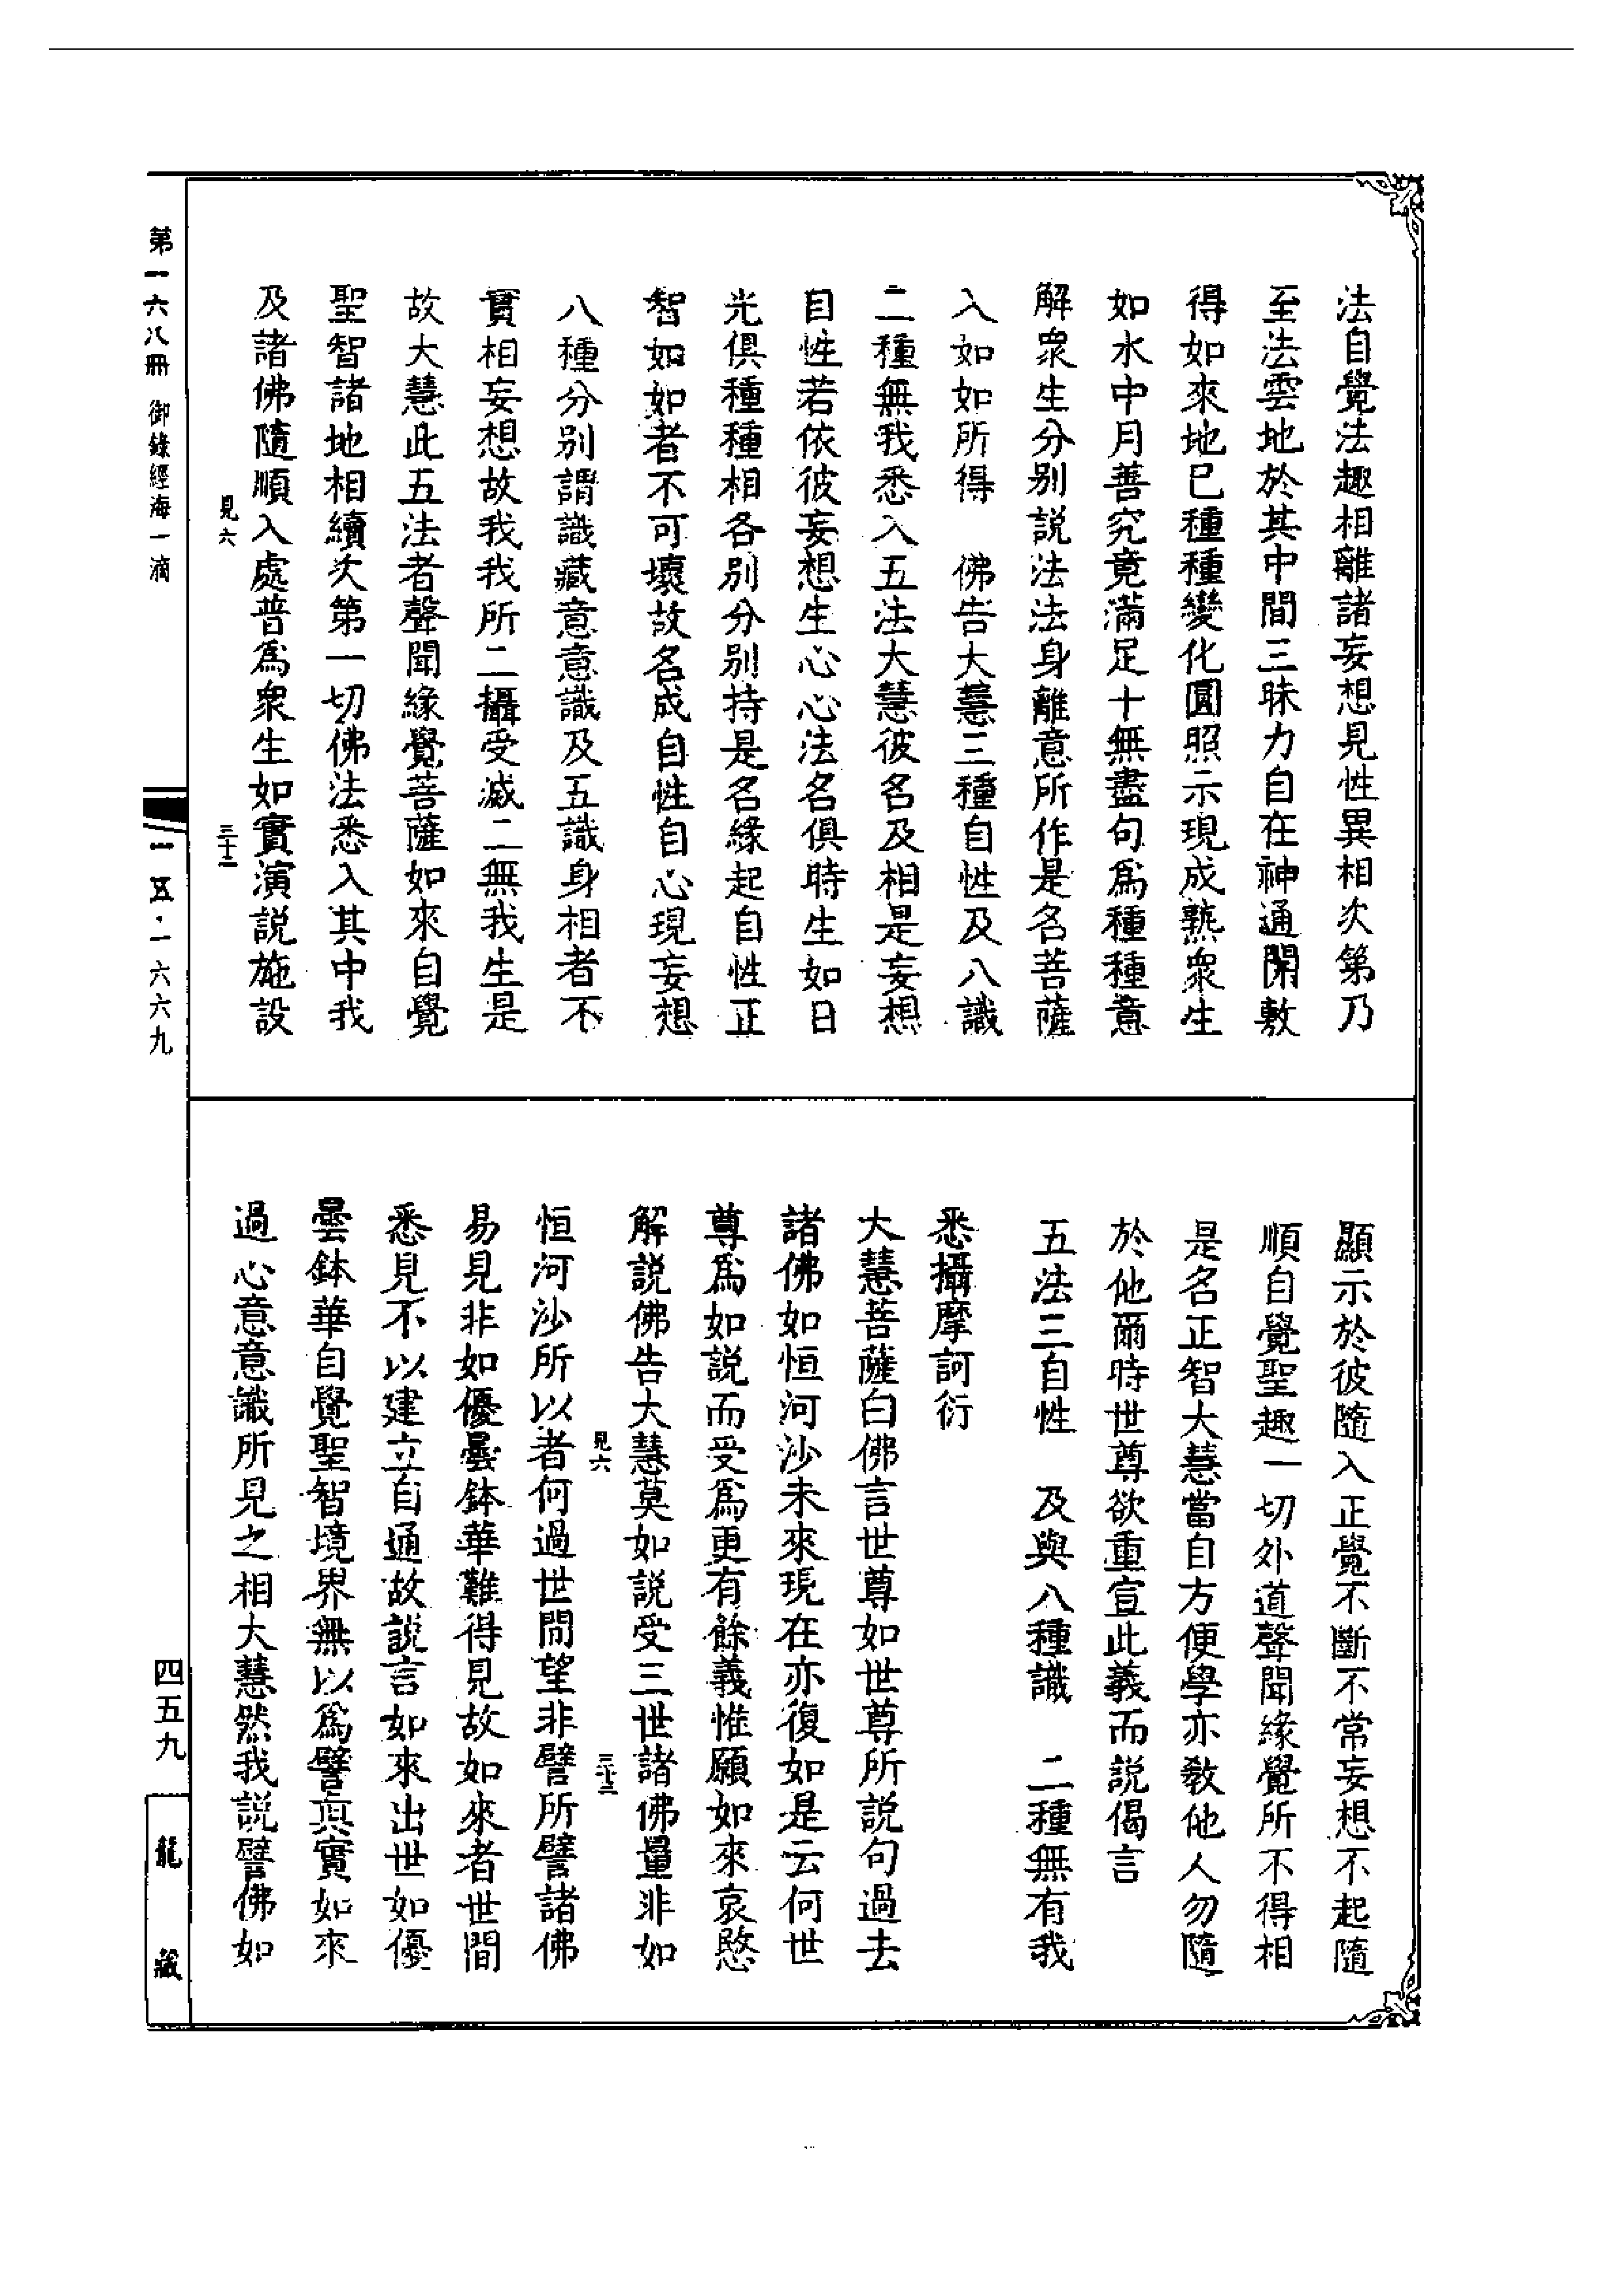 法自覺法趣相離諸妄想見性異相次第乃
至法雲地於其中間三昧力自在神通開敷
得如來地已種種變化圓照示現成熟衆生
如水中月善究竟滿足十無盡句爲種種意
解衆生分别説法法身離意所作是名菩薩
入如如所得　佛告大慧三種自性及八識
二種無我悉入五法大慧彼名及相是妄想
自性若依彼妄想生心心法名俱時生如日
光俱種種相各别分别持是名緣起自性正
智如如者不可壞故名成自性自心現妄想
八種分别謂識藏意意識及五識身相者不
實相妄想故我我所二攝受滅二無我生是
故大慧此五法者聲聞緣覺菩薩如來自覺
聖智諸地相續次第一切佛法悉入其中我
及諸佛隨順入處普爲衆生如實演説施設
見六
三十二
顯示於彼隨入正覺不斷不常妄想不起隨
順自覺聖趣一切外道聲聞緣覺所不得相
是名正智大慧當自方便學亦教他人勿隨
於他爾時世尊欲重宣此義而説偈言
五法三自性　及與八種識　二種無有我
悉攝摩訶衍
大慧菩薩白佛言世尊如世尊所説句過去
諸佛如恒河沙未來現在亦復如是云何世
尊爲如説而受爲更有餘義惟願如來哀愍
解説佛告大慧莫如説受三世諸佛量非如
見六
恒河沙所以者何過世間望非譬所譬諸佛
易見非如優曇鉢華難得見故如來者世間
悉見不以建立自通故説言如來出世如優
曇鉢華自覺聖智境界無以爲譬真實如來
過心意意識所見之相大慧然我説譬佛如
第一六八冊　御錄經海一滴
一五·一六六九
四五九
龍藏